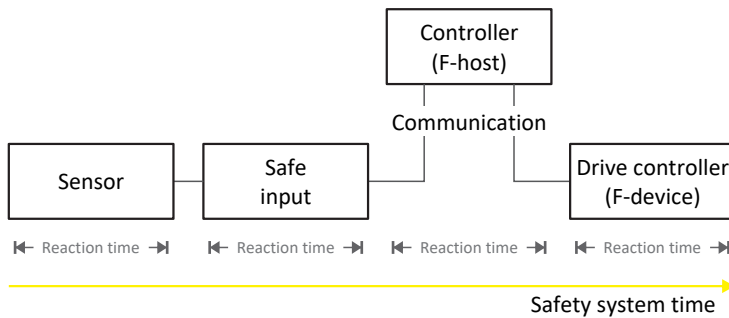 Controller
(F-host)
Communication
Sensor
Safe
input
Drive controller
(F-device)
Reaction time
Reaction time
Reaction time
Reaction time
Safety system time